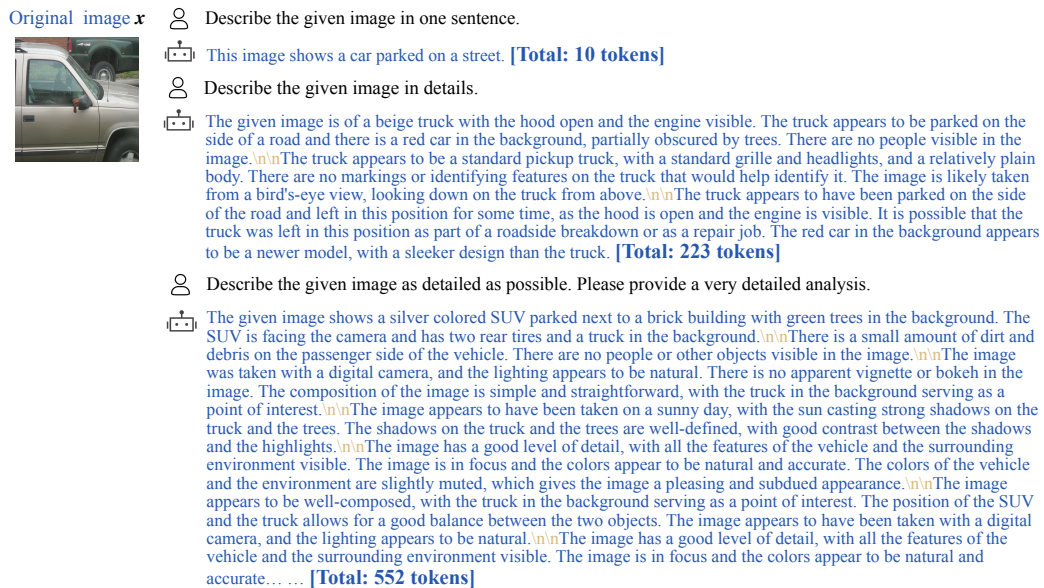 Original image x
Describe the given image in one sentence.
This image shows a car parked on a street. [Total: 10 tokens]
Describe the given image in details.
The given image is of a beige truck with the hood open and the engine visible. The truck appears to be parked on the
side of a road and there is a red car in the background, partially obscured by trees. There are no people visible in the
image.\n\nThe truck appears to be a standard pickup truck, with a standard grille and headlights, and a relatively plain
body. There are no markings or identifying features on the truck that would help identify it. The image is likely taken
from a bird's-eye view, looking down on the truck from above.\n\nThe truck appears to have been parked on the side
of the road and left in this position for some time, as the hood is open and the engine is visible. It is possible that the
truck was left in this position as part of a roadside breakdown or as a repair job. The red car in the background appears
to be a newer model, with a sleeker design than the truck. [Total: 223 tokens]
Describe the given image as detailed as possible. Please provide a very detailed analysis.
The given image shows a silver colored SUV parked next to a brick building with green trees in the background. The
SUV is facing the camera and has two rear tires and a truck in the background.\n\nThere is a small amount of dirt and
debris on the passenger side of the vehicle. There are no people or other objects visible in the image.\n\nThe image
was taken with a digital camera, and the lighting appears to be natural. There is no apparent vignette or bokeh in the
image. The composition of the image is simple and straightforward, with the truck in the background serving as a
point of interest.\n\nThe image appears to have been taken on a sunny day, with the sun casting strong shadows on the
truck and the trees. The shadows on the truck and the trees are well-defined, with good contrast between the shadows
and the highlights.\n\nThe image has a good level of detail, with all the features of the vehicle and the surrounding
environment visible. The image is in focus and the colors appear to be natural and accurate. The colors of the vehicle
and the environment are slightly muted, which gives the image a pleasing and subdued appearance.\n\nThe image
appears to be well-composed, with the truck in the background serving as a point of interest. The position of the SUV
and the truck allows for a good balance between the two objects. The image appears to have been taken with a digital
camera, and the lighting appears to be natural.\n\nThe image has a good level of detail, with all the features of the
vehicle and the surrounding environment visible. The image is in focus and the colors appear to be natural and
accurate… … [Total: 552 tokens]